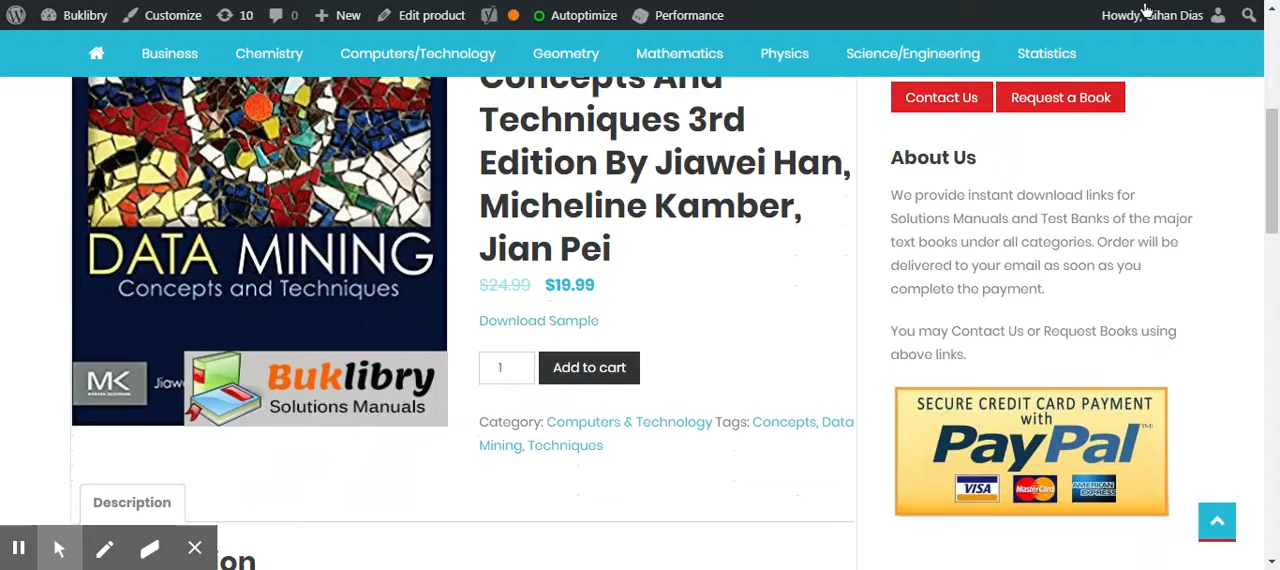 Buklibry Customize 10 0 New Edit product Autoptimize Performance Howdy, Gihan Dias
Business Chemistry Computers/Technology Geometry Mathematics Physics Science/Engineering Statistics
Concepts And
Techniques 3rd
Edition By Jiawei Han,
Micheline Kamber,
Jian Pei
$24.99 $19.99
Download Sample
1 Add to cart
Category: Computers & Technology Tags: Concepts, Data
Mining, Techniques
DATA MINING
Concepts and Techniques
MK
Jiawe
Buklibry
Solutions Manuals
Description
Contact Us Request a Book
About Us
We provide instant download links for
Solutions Manuals and Test Banks of the major
text books under all categories. Order will be
delivered to your email as soon as you
complete the payment.
You may Contact Us or Request Books using
above links.
SECURE CREDIT CARD PAYMENT
with
PayPal
VISA MasterCard AMERICAN EXPRESS